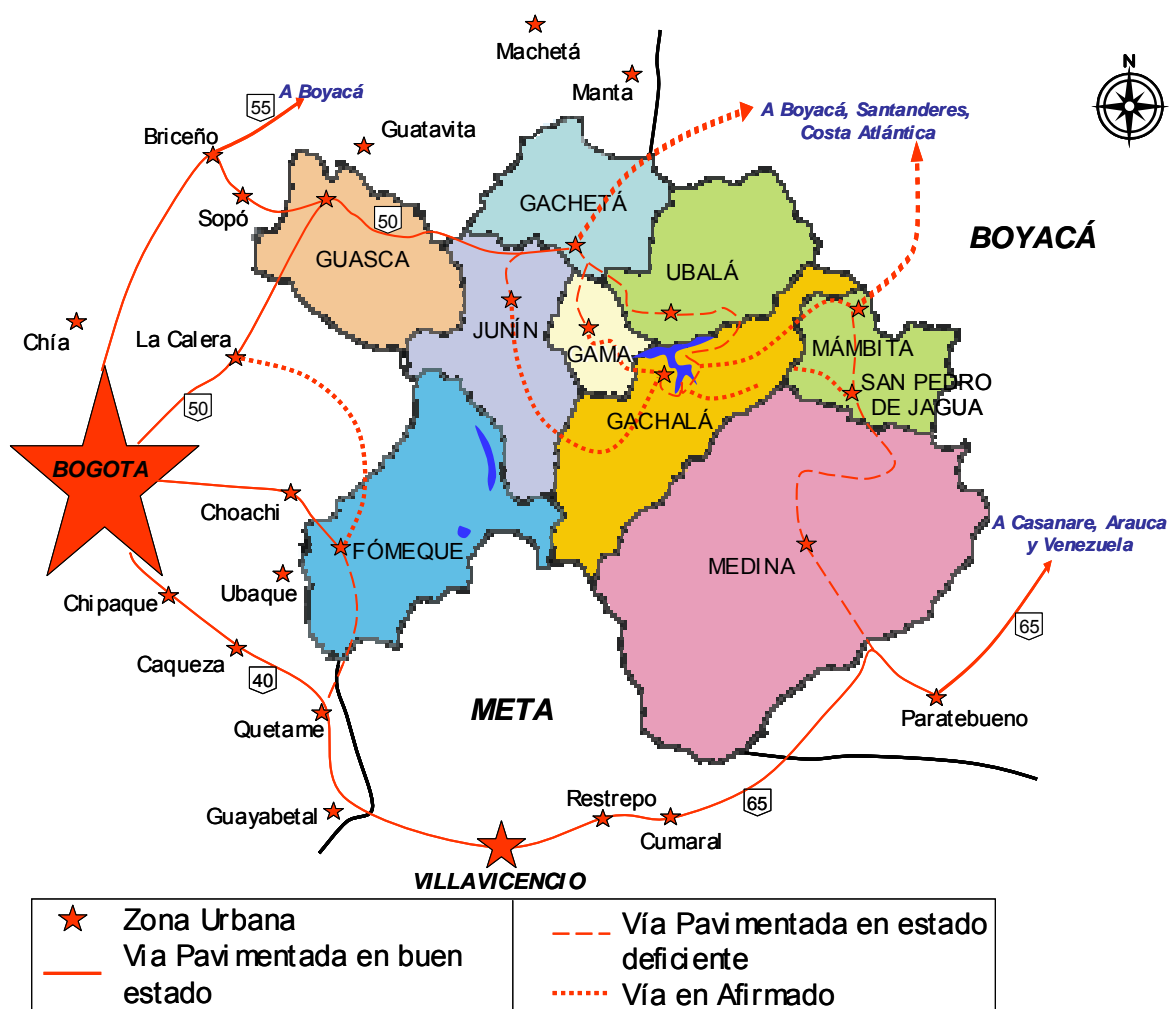 Machetá
Manta
N
55
A Boyacá
Briceño
Guatavita
A Boyacá, Santanderes,
Costa Atlántica
Sopó
GACHETÁ
50
BOYACÁ
GUASCA
UBALÁ
Chía
La Calera
JUNÍN
GAMA
MÁMBITA
SAN PEDRO
DE JAGUA
50
GACHALÁ
BOGOTA
Choachi
A Casanare, Arauca
y Venezuela
FÓMEQUE
MEDINA
Ubaque
Chipaque
65
Caqueza
40
META
Quetame
Paratebueno
Guayabetal
Restrepo
65
Cumaral
VILLAVICENCIO
Zona Urbana
Via Pavimentada en buen
estado
Vía Pavimentada en estado
deficiente
Vía en Afirmado